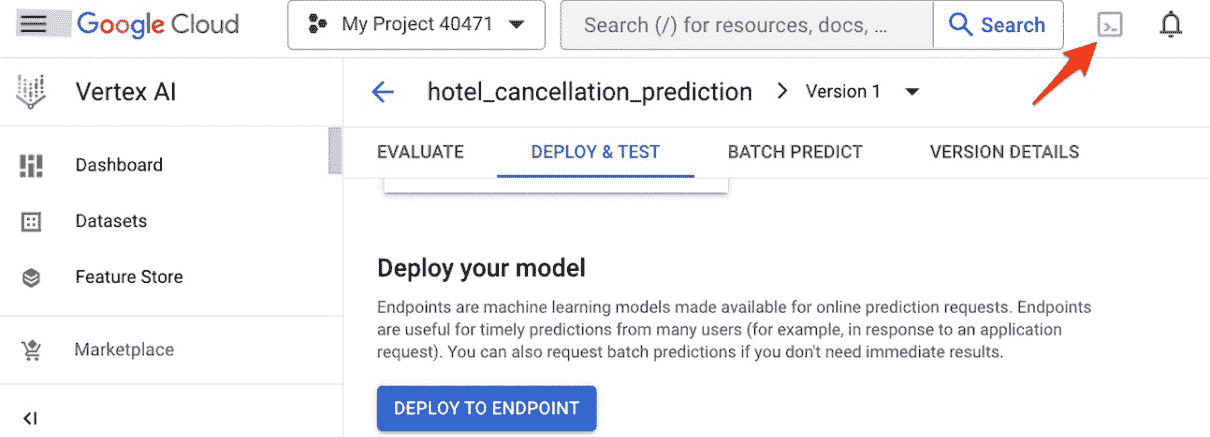 Google Cloud My Project 40471 Search (/) for resources, docs, ... Search
Vertex AI hotel_cancellation_prediction Version 1
EVALUATE DEPLOY & TEST BATCH PREDICT VERSION DETAILS
Dashboard
Datasets
Feature Store
Marketplace
Deploy your model
Endpoints are machine learning models made available for online prediction requests. Endpoints
are useful for timely predictions from many users (for example, in response to an application
request). You can also request batch predictions if you don't need immediate results.
DEPLOY TO ENDPOINT